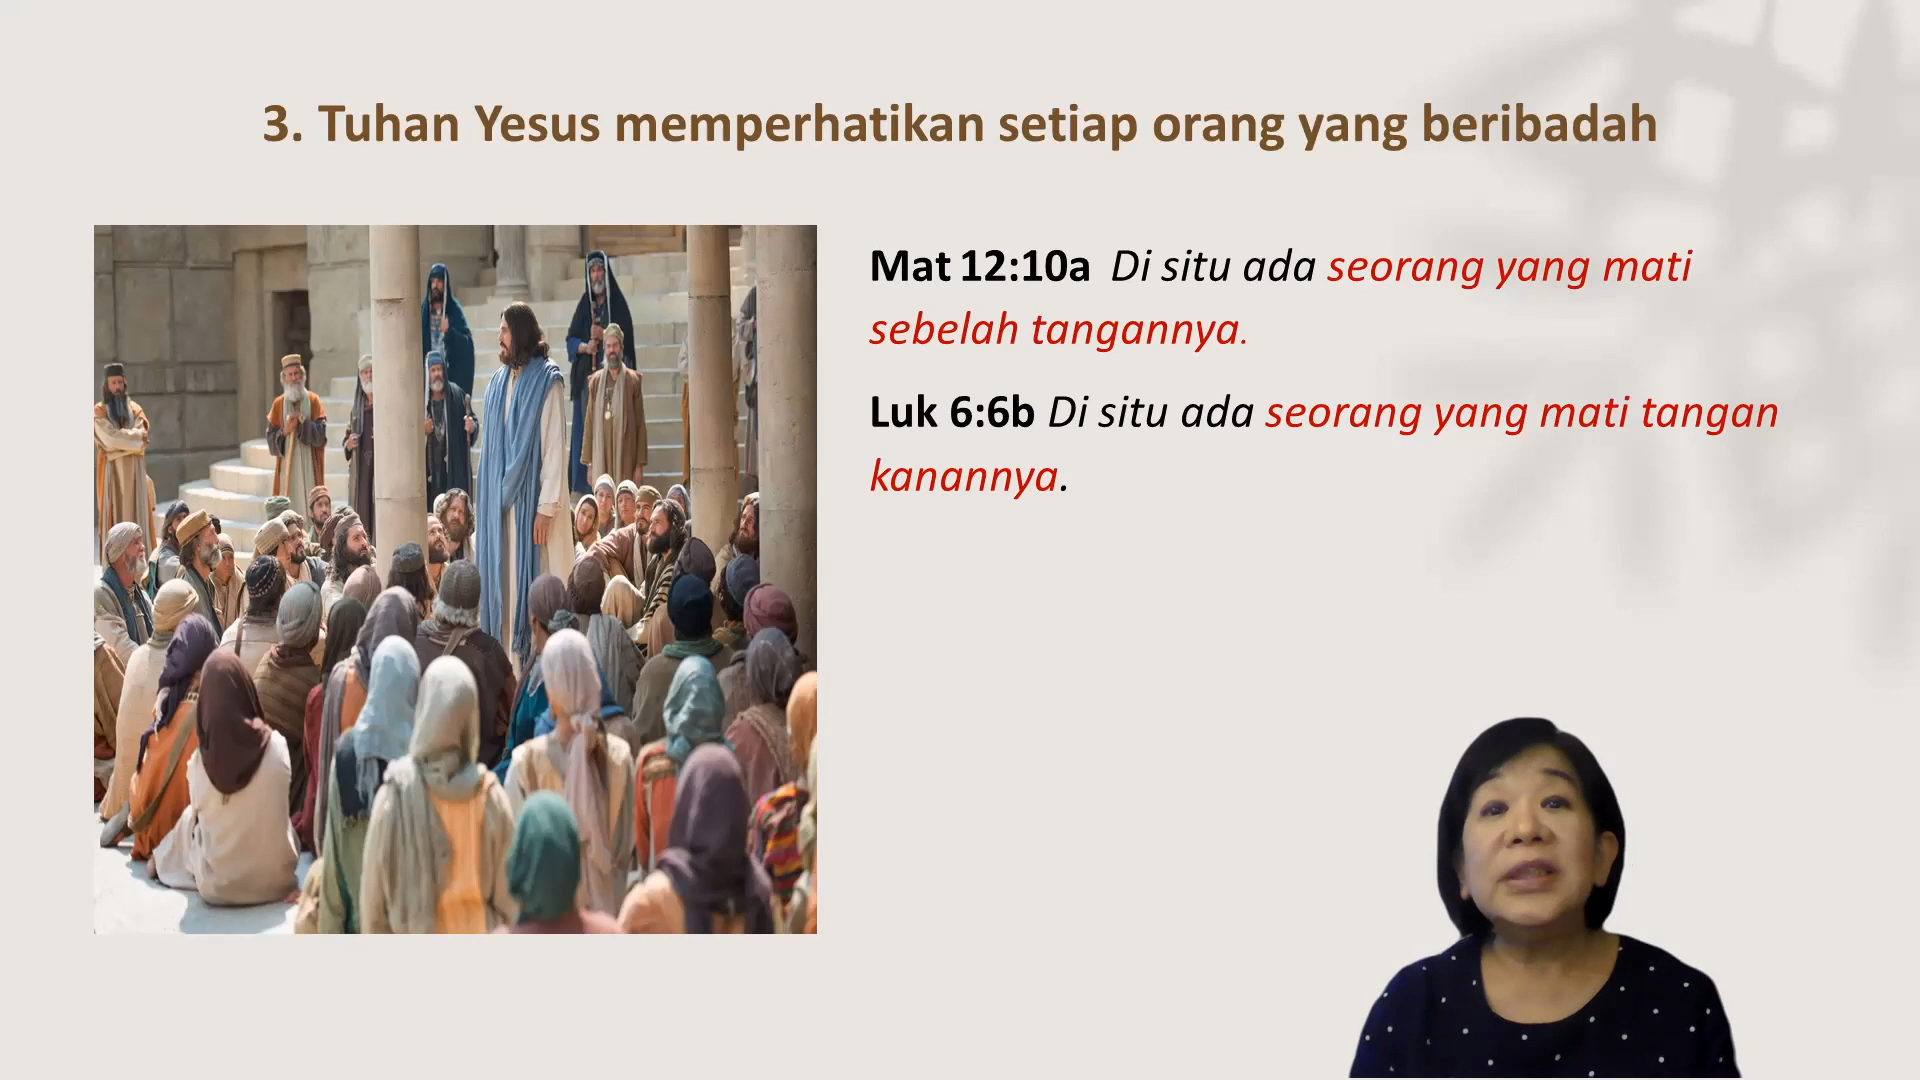 3. Tuhan Yesus memperhatikan setiap orang yang beribadah
Mat 12:10a Di situ ada seorang yang mati
sebelah tangannya.
Luk 6:6b Di situ ada seorang yang mati tangan
kanannya.